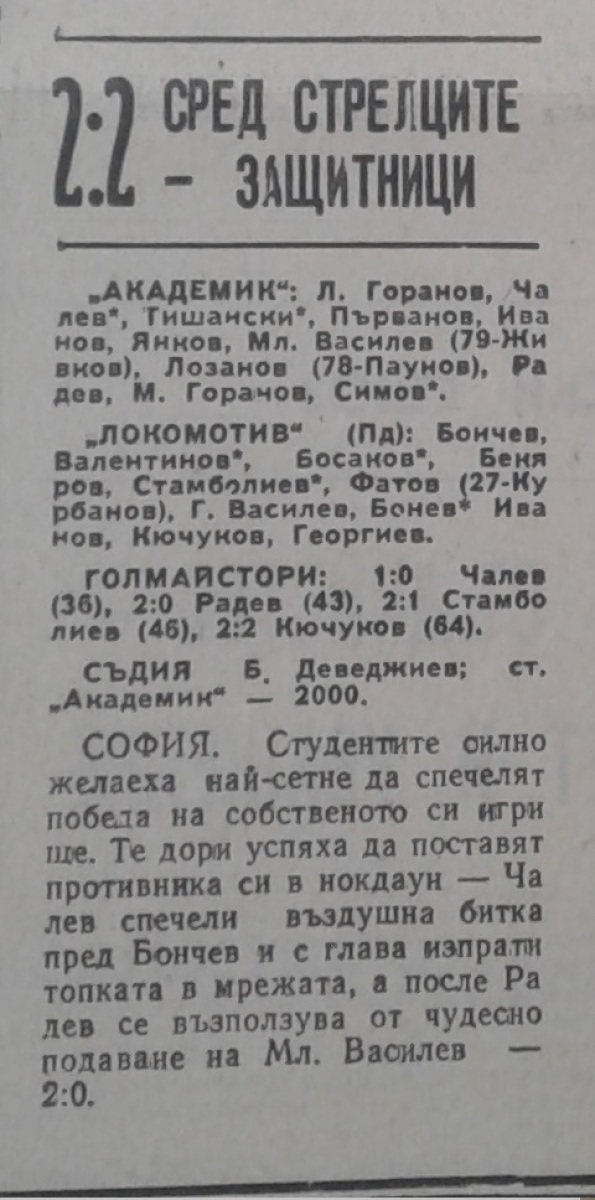 2:2 СРЕД СТРЕЛЦИТЕ
– ЗАЩИТНИЦИ
„АКАДЕМИК“: Л. Горанов, Ча
лев*, Тишански*, Първанов, Ива
нов, Янков, Мл. Василев (79-Жи
вков), Лозанов (78-Паунов), Ра
дев, М. Горанов, Симов*.
„ЛОКОМОТИВ“ (Пд): Бончев,
Валентинов*, Босаков*, Беня
ров, Стамболиев*, Фатов (27-Ку
рбанов), Г. Василев, Бонев* Ива
нов, Кючуков, Георгиев.
ГОЛМАЙСТОРИ: 1:0 Чалев
(36), 2:0 Радев (43), 2:1 Стамбо
лиев (46), 2:2 Кючуков (64).
СЪДИЯ Б. Деведжиев; ст.
„Академик“ — 2000.
СОФИЯ. Студентите силно
желаеха най-сетне да спечелят
победа на собственото си игри
ще. Те дори успяха да поставят
противника си в нокдаун — Ча
лев спечели въздушна битка
пред Бончев и с глава изпрати
топката в мрежата, а после Ра
дев се възползува от чудесно
подаване на Мл. Василев —
2:0.